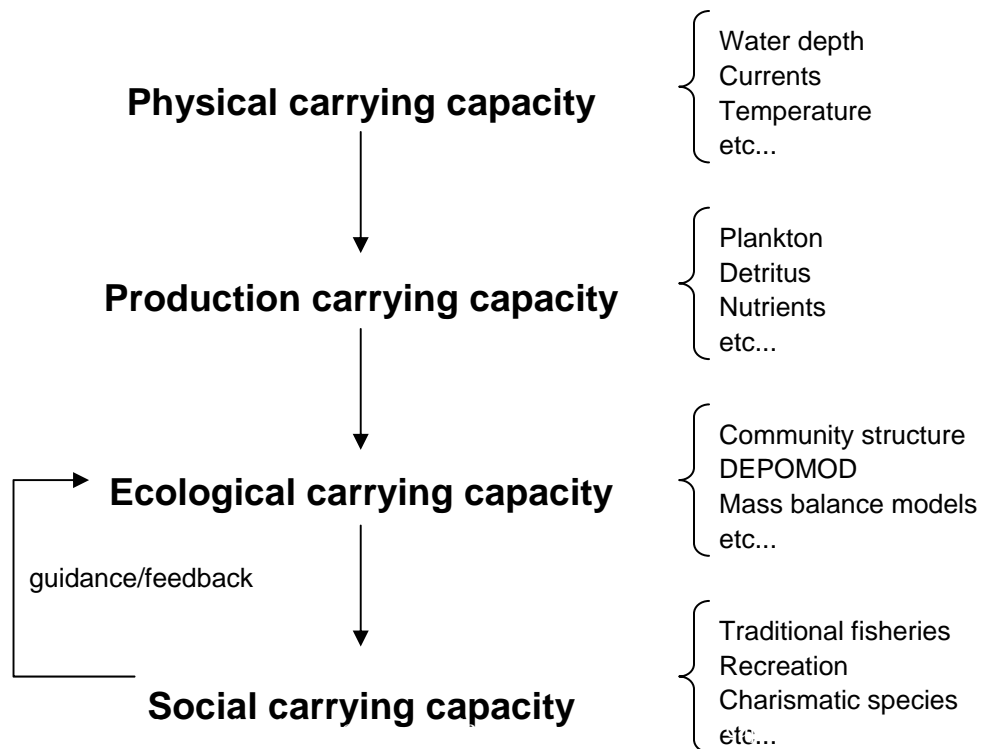 Physical carrying capacity
Water depth
Currents
Temperature
etc...
Production carrying capacity
Plankton
Detritus
Nutrients
etc...
Ecological carrying capacity
Community structure
DEPOMOD
Mass balance models
etc...
guidance/feedback
Social carrying capacity
Traditional fisheries
Recreation
Charismatic species
etc...